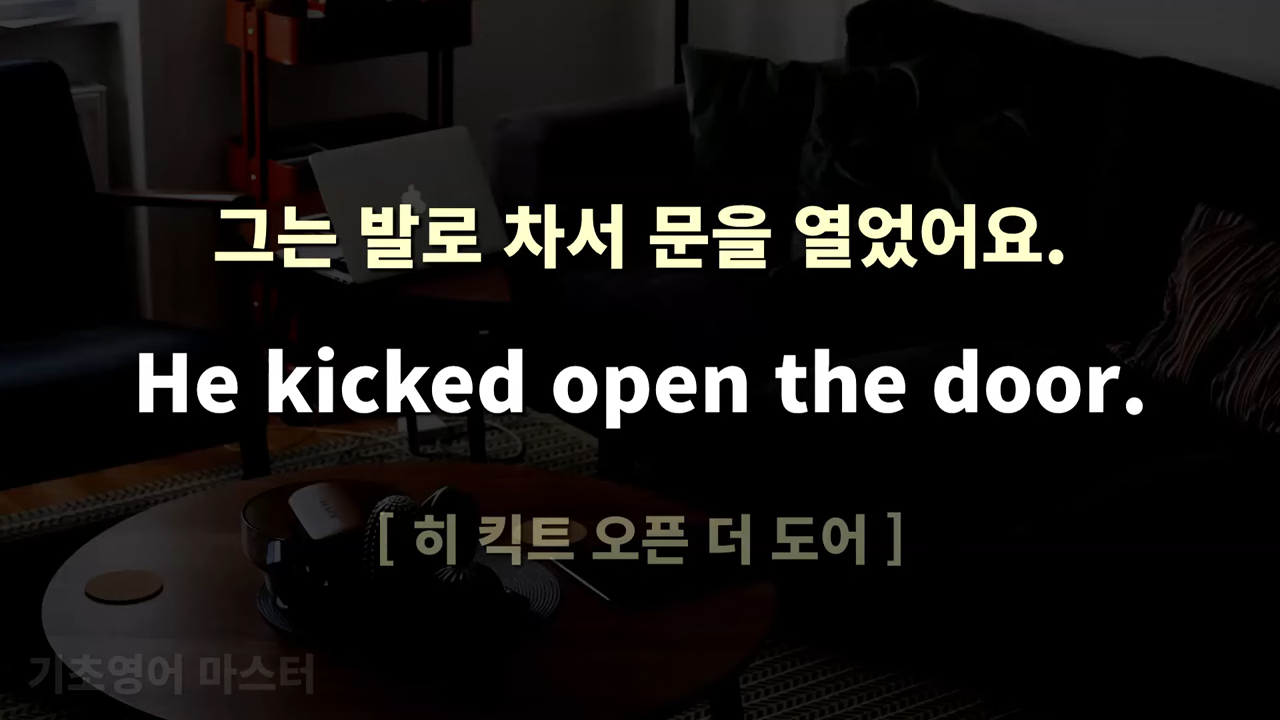 그는 발로 차서 문을 열었어요.
He kicked open the door.
[ 히 킥트 오픈 더 도어 ]
기초영어 마스터